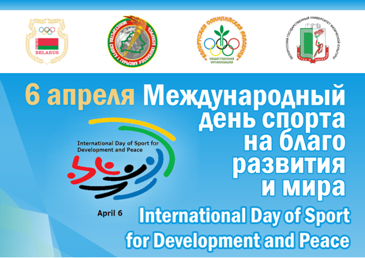 BELARUS
6 апреля Международный
день спорта
на благо
развития
и мира
International Day of Sport for
Development and Peace
April 6
International Day of Sport
for Development and Peace